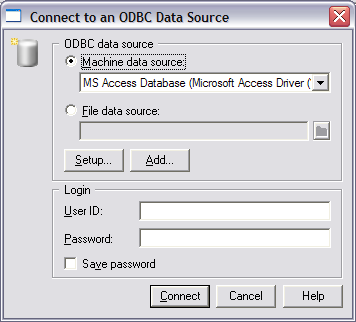 Connect to an ODBC Data Source
ODBC data source
Machine data source:
MS Access Database (Microsoft Access Driver (
File data source:
Setup...
Add...
Login
User ID:
Password:
Save password
Connect
Cancel
Help